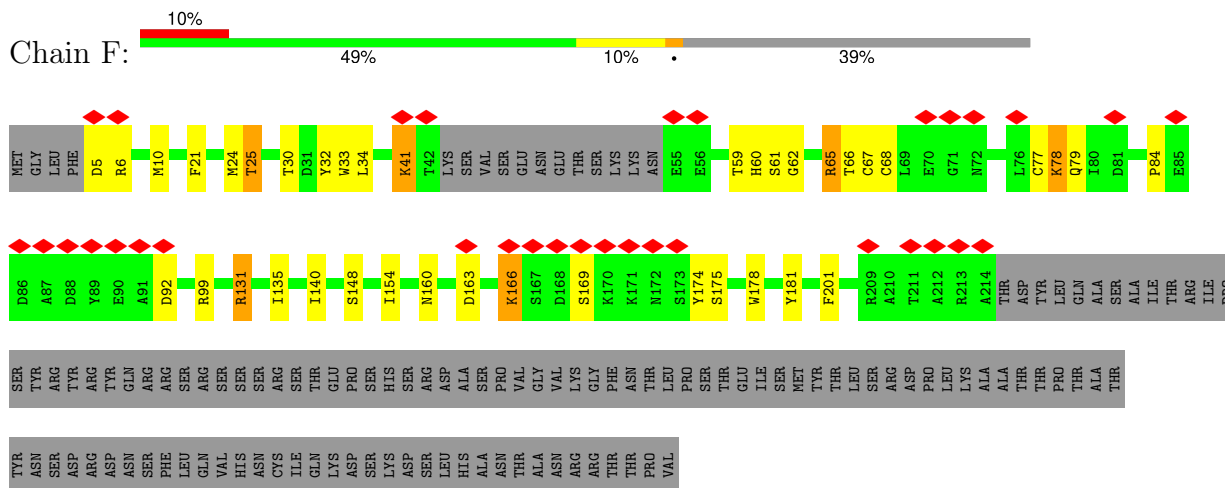 10%
Chain F:
49% 10% • 39%
MET GLY LEU PHE D5 R6 M10 F21 M24 T25 T30 D31 Y32 W33 L34 K41 T42 LYS SER VAL SER GLU ASN GLU THR SER LYS LYS ASN E55 E56 T59 H60 S61 G62 R65 T66 C67 C68 L69 E70 G71 N72 L76 C77 K78 Q79 I80 D81 P84 E85
D86 A87 D88 Y89 E90 A91 D92 R99 R131 I135 I140 S148 I154 N160 D163 K166 S167 D168 S169 K170 K171 N172 S173 Y174 S175 W178 Y181 F201 R209 A210 T211 A212 R213 A214 THR ASP TYR LEU GLN ALA SER ALA ILE THR ARG ILE PRO
SER TYR ARG TYR ARG TYR GLN ARG ARG SER ARG SER SER SER ARG SER THR GLU PRO SER HIS SER ARG ASP ALA SER PRO VAL GLY VAL LYS GLY PHE ASN THR LEU PRO SER THR GLU ILE SER MET TYR THR LEU SER ARG ASP PRO LEU LYS ALA ALA THR THR PRO THR ALA THR
TYR ASN SER ASP ARG ASP ASN SER PHE LEU GLN VAL HIS ASN CYS ILE GLN LYS ASP SER LYS ASP SER LEU HIS ALA ASN THR ALA ASN ARG ARG THR THR PRO VAL